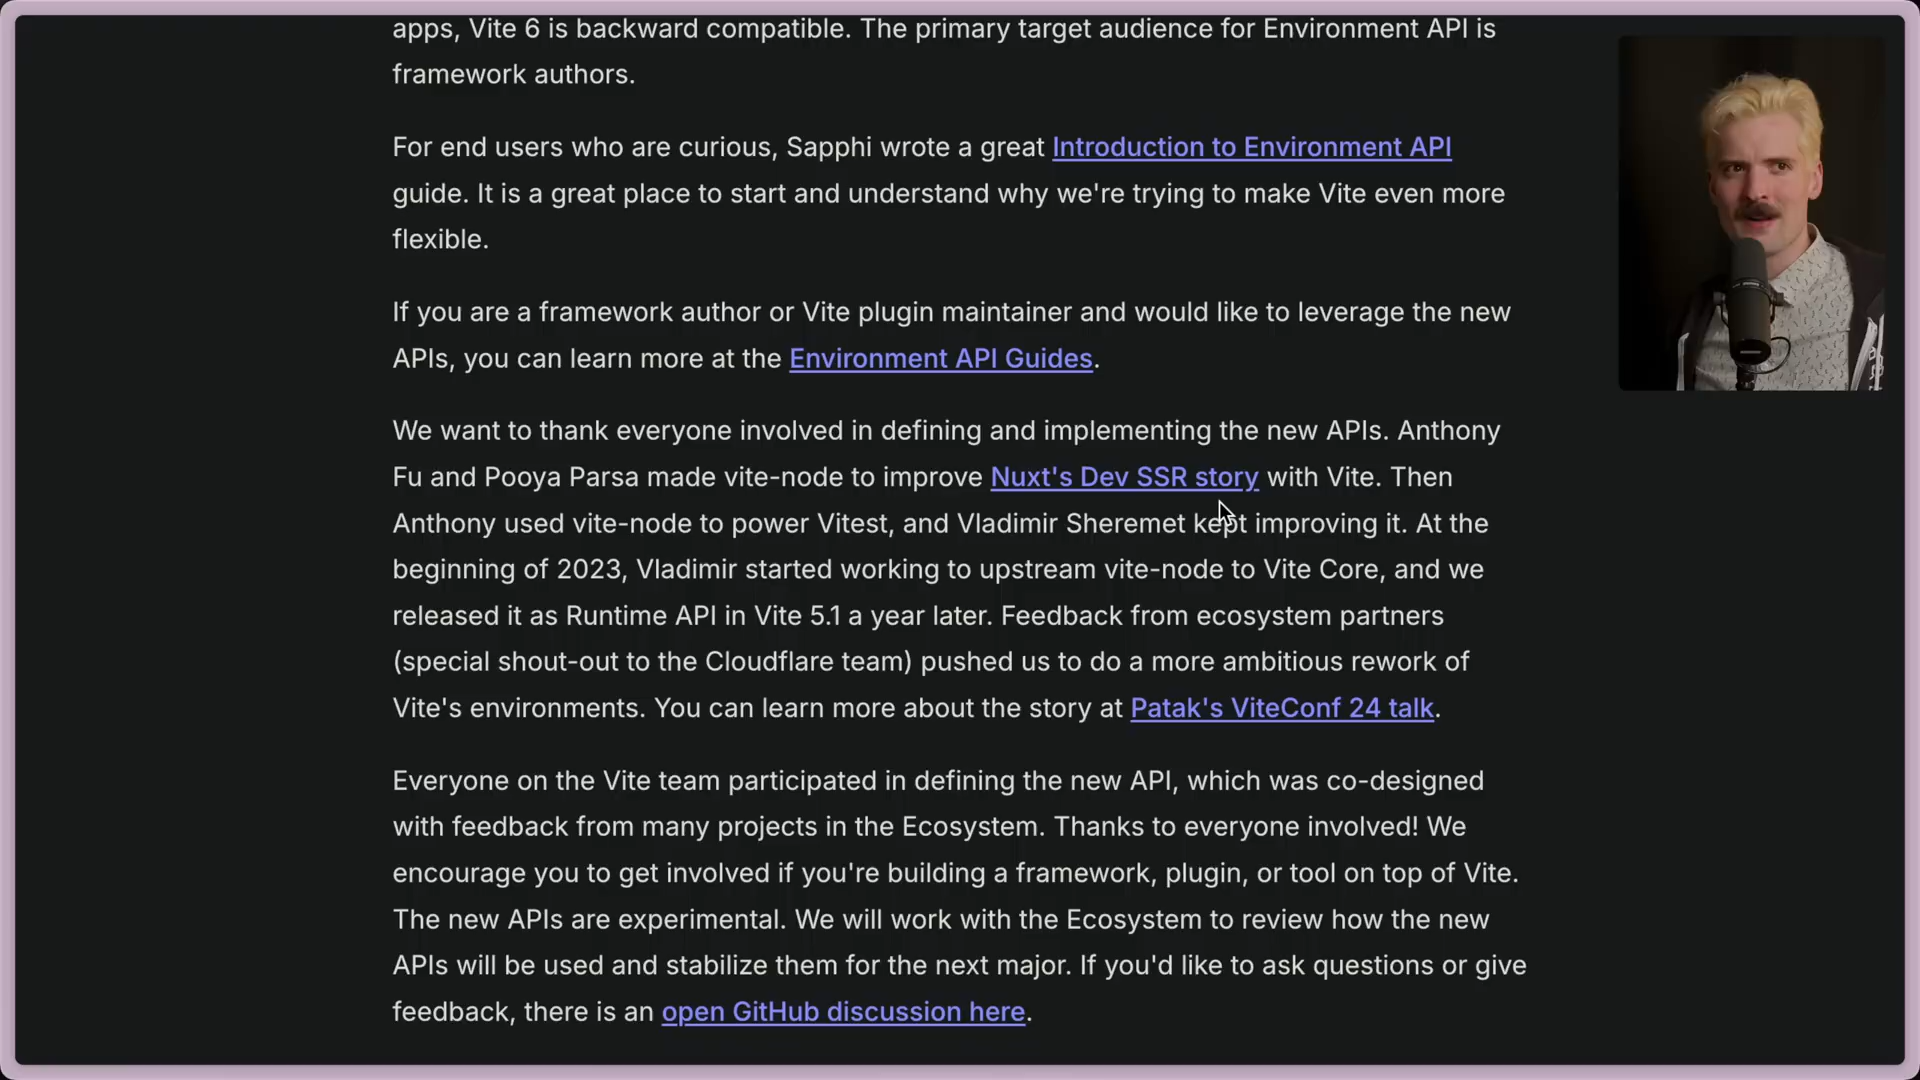 apps, Vite 6 is backward compatible. The primary target audience for Environment API is
framework authors.
For end users who are curious, Sapphi wrote a great Introduction to Environment API
guide. It is a great place to start and understand why we're trying to make Vite even more
flexible.
If you are a framework author or Vite plugin maintainer and would like to leverage the new
APIs, you can learn more at the Environment API Guides.
We want to thank everyone involved in defining and implementing the new APIs. Anthony
Fu and Pooya Parsa made vite-node to improve Nuxt's Dev SSR story with Vite. Then
Anthony used vite-node to power Vitest, and Vladimir Sheremet kept improving it. At the
beginning of 2023, Vladimir started working to upstream vite-node to Vite Core, and we
released it as Runtime API in Vite 5.1 a year later. Feedback from ecosystem partners
(special shout-out to the Cloudflare team) pushed us to do a more ambitious rework of
Vite's environments. You can learn more about the story at Patak's ViteConf 24 talk.
Everyone on the Vite team participated in defining the new API, which was co-designed
with feedback from many projects in the Ecosystem. Thanks to everyone involved! We
encourage you to get involved if you're building a framework, plugin, or tool on top of Vite.
The new APIs are experimental. We will work with the Ecosystem to review how the new
APIs will be used and stabilize them for the next major. If you'd like to ask questions or give
feedback, there is an open GitHub discussion here.